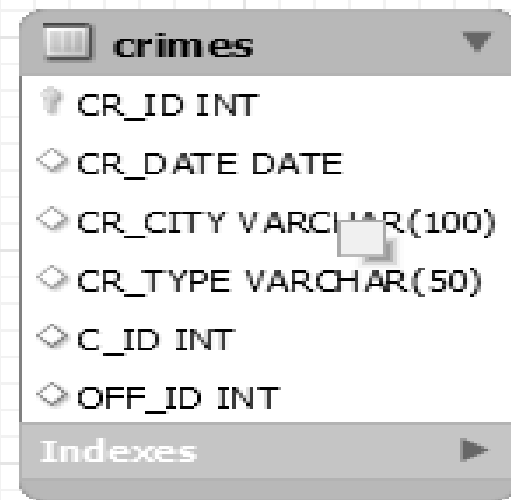 crimes
CR_ID INT
CR_DATE DATE
CR_CITY VARCHAR(100)
CR_TYPE VARCHAR(50)
C_ID INT
OFF_ID INT
Indexes